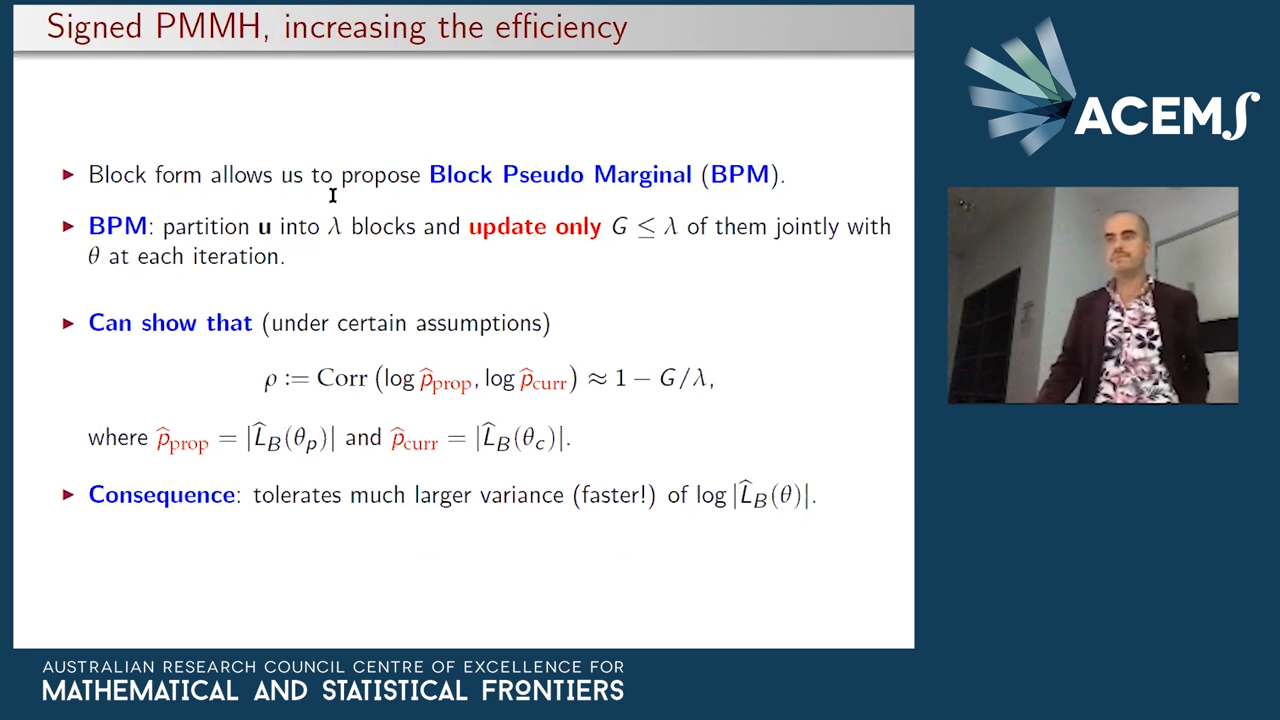 Signed PMMH, increasing the efficiency
▶ Block form allows us to propose Block Pseudo Marginal (BPM).
▶ BPM: partition u into λ blocks and update only G ≤ λ of them jointly with
θ at each iteration.
▶ Can show that (under certain assumptions)
ρ := Corr (log p̂prop, log p̂curr) ≈ 1 − G/λ,
where p̂prop = |L̂B(θp)| and p̂curr = |L̂B(θc)|.
▶ Consequence: tolerates much larger variance (faster!) of log |L̂B(θ)|.
ACEMS
AUSTRALIAN RESEARCH COUNCIL CENTRE OF EXCELLENCE FOR
MATHEMATICAL AND STATISTICAL FRONTIERS